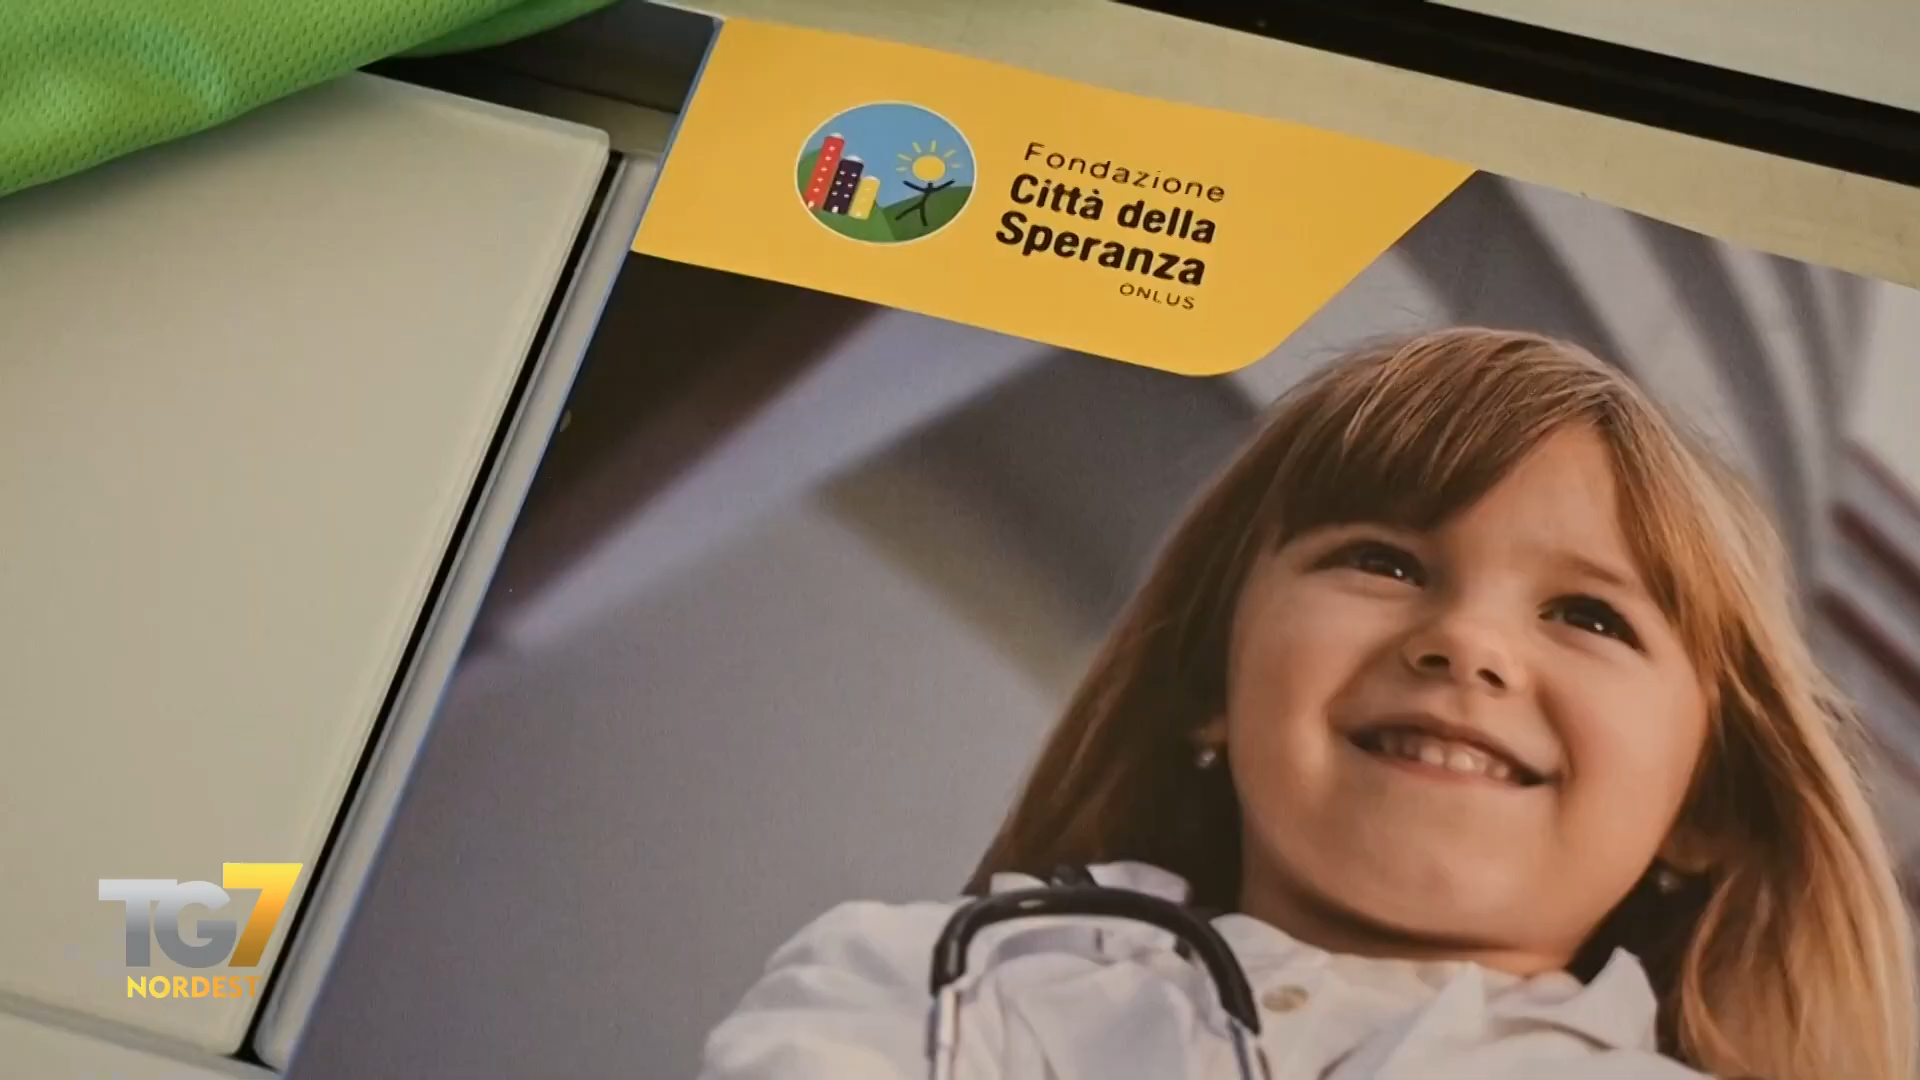 Fondazione
Città della
Speranza
ONLUS
TG7
NORDEST